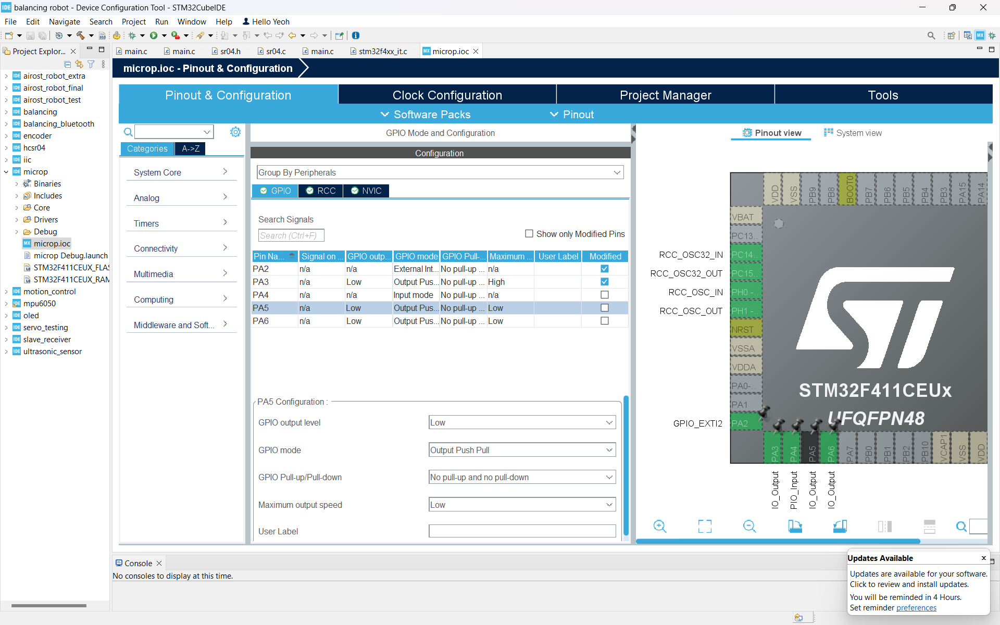 balancing robot - Device Configuration Tool - STM32CubeIDE
File Edit Navigate Search Project Run Window Help Hello Yeoh
Project Explor...
main.c main.c sr04.h sr04.c main.c stm32f4xx_it.c microp.ioc
microp.ioc - Pinout & Configuration
Pinout & Configuration Clock Configuration Project Manager Tools
Software Packs Pinout
airost_robot_extra
airost_robot_final
airost_robot_test
balancing
balancing_bluetooth
encoder
hcsr04
iic
microp
Binaries
Includes
Core
Drivers
Debug
microp.ioc
microp Debug.launch
STM32F411CEUX_FLAS
STM32F411CEUX_RAM
motion_control
mpu6050
oled
servo_testing
slave_receiver
ultrasonic_sensor
Categories A->Z
System Core
Analog
Timers
Connectivity
Multimedia
Computing
Middleware and Soft...
GPIO Mode and Configuration
Configuration
Group By Peripherals
GPIO RCC NVIC
Search Signals
Search (Ctrl+F)
Show only Modified Pins
Pin Na... Signal on ... GPIO outp... GPIO mode GPIO Pull-... Maximum ... User Label Modified
PA2 n/a n/a External Int... No pull-up ... n/a
PA3 n/a Low Output Pus... No pull-up ... High
PA4 n/a n/a Input mode No pull-up ... n/a
PA5 n/a Low Output Pus... No pull-up ... Low
PA6 n/a Low Output Pus... No pull-up ... Low
PA5 Configuration :
GPIO output level Low
GPIO mode Output Push Pull
GPIO Pull-up/Pull-down No pull-up and no pull-down
Maximum output speed Low
User Label
Pinout view System view
VDD VSS PB9 PB8 BOOT0 PB7 PB6 PB5 PB4 PB3 PA15 PA14
VBAT
PC13..
RCC_OSC32_IN PC14..
RCC_OSC32_OUT PC15..
RCC_OSC_IN PH0 -..
RCC_OSC_OUT PH1 -..
NRST
VSSA
VDDA
PA0-..
PA1
GPIO_EXTI2 PA2
STM32F411CEUx
UFQFPN48
PA3 PA4 PA5 PA6 PA7 PB0 PB1 PB2 PB10 VCAP1 VSS VDD
IO_Output PIO_Input IO_Output IO_Output
Console
No consoles to display at this time.
Updates Available
Updates are available for your software.
Click to review and install updates.
You will be reminded in 4 Hours.
Set reminder preferences